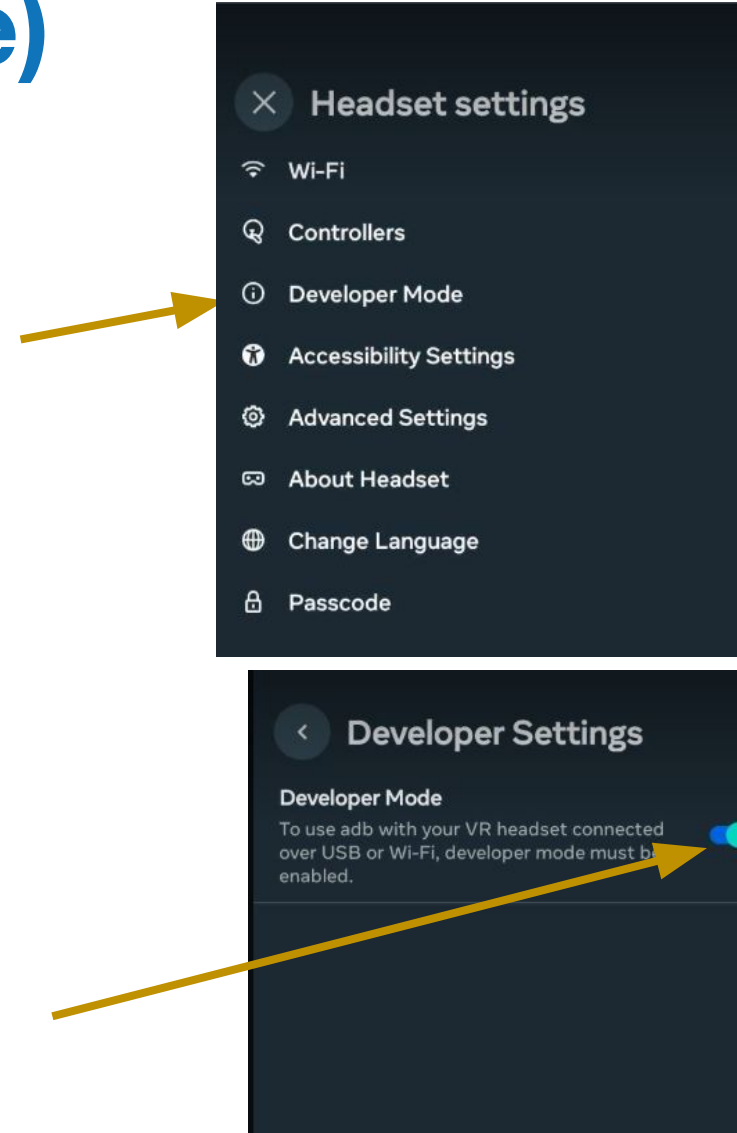 e)
Headset settings
Wi-Fi
Controllers
Developer Mode
Accessibility Settings
Advanced Settings
About Headset
Change Language
Passcode
Developer Settings
Developer Mode
To use adb with your VR headset connected
over USB or Wi-Fi, developer mode must be
enabled.